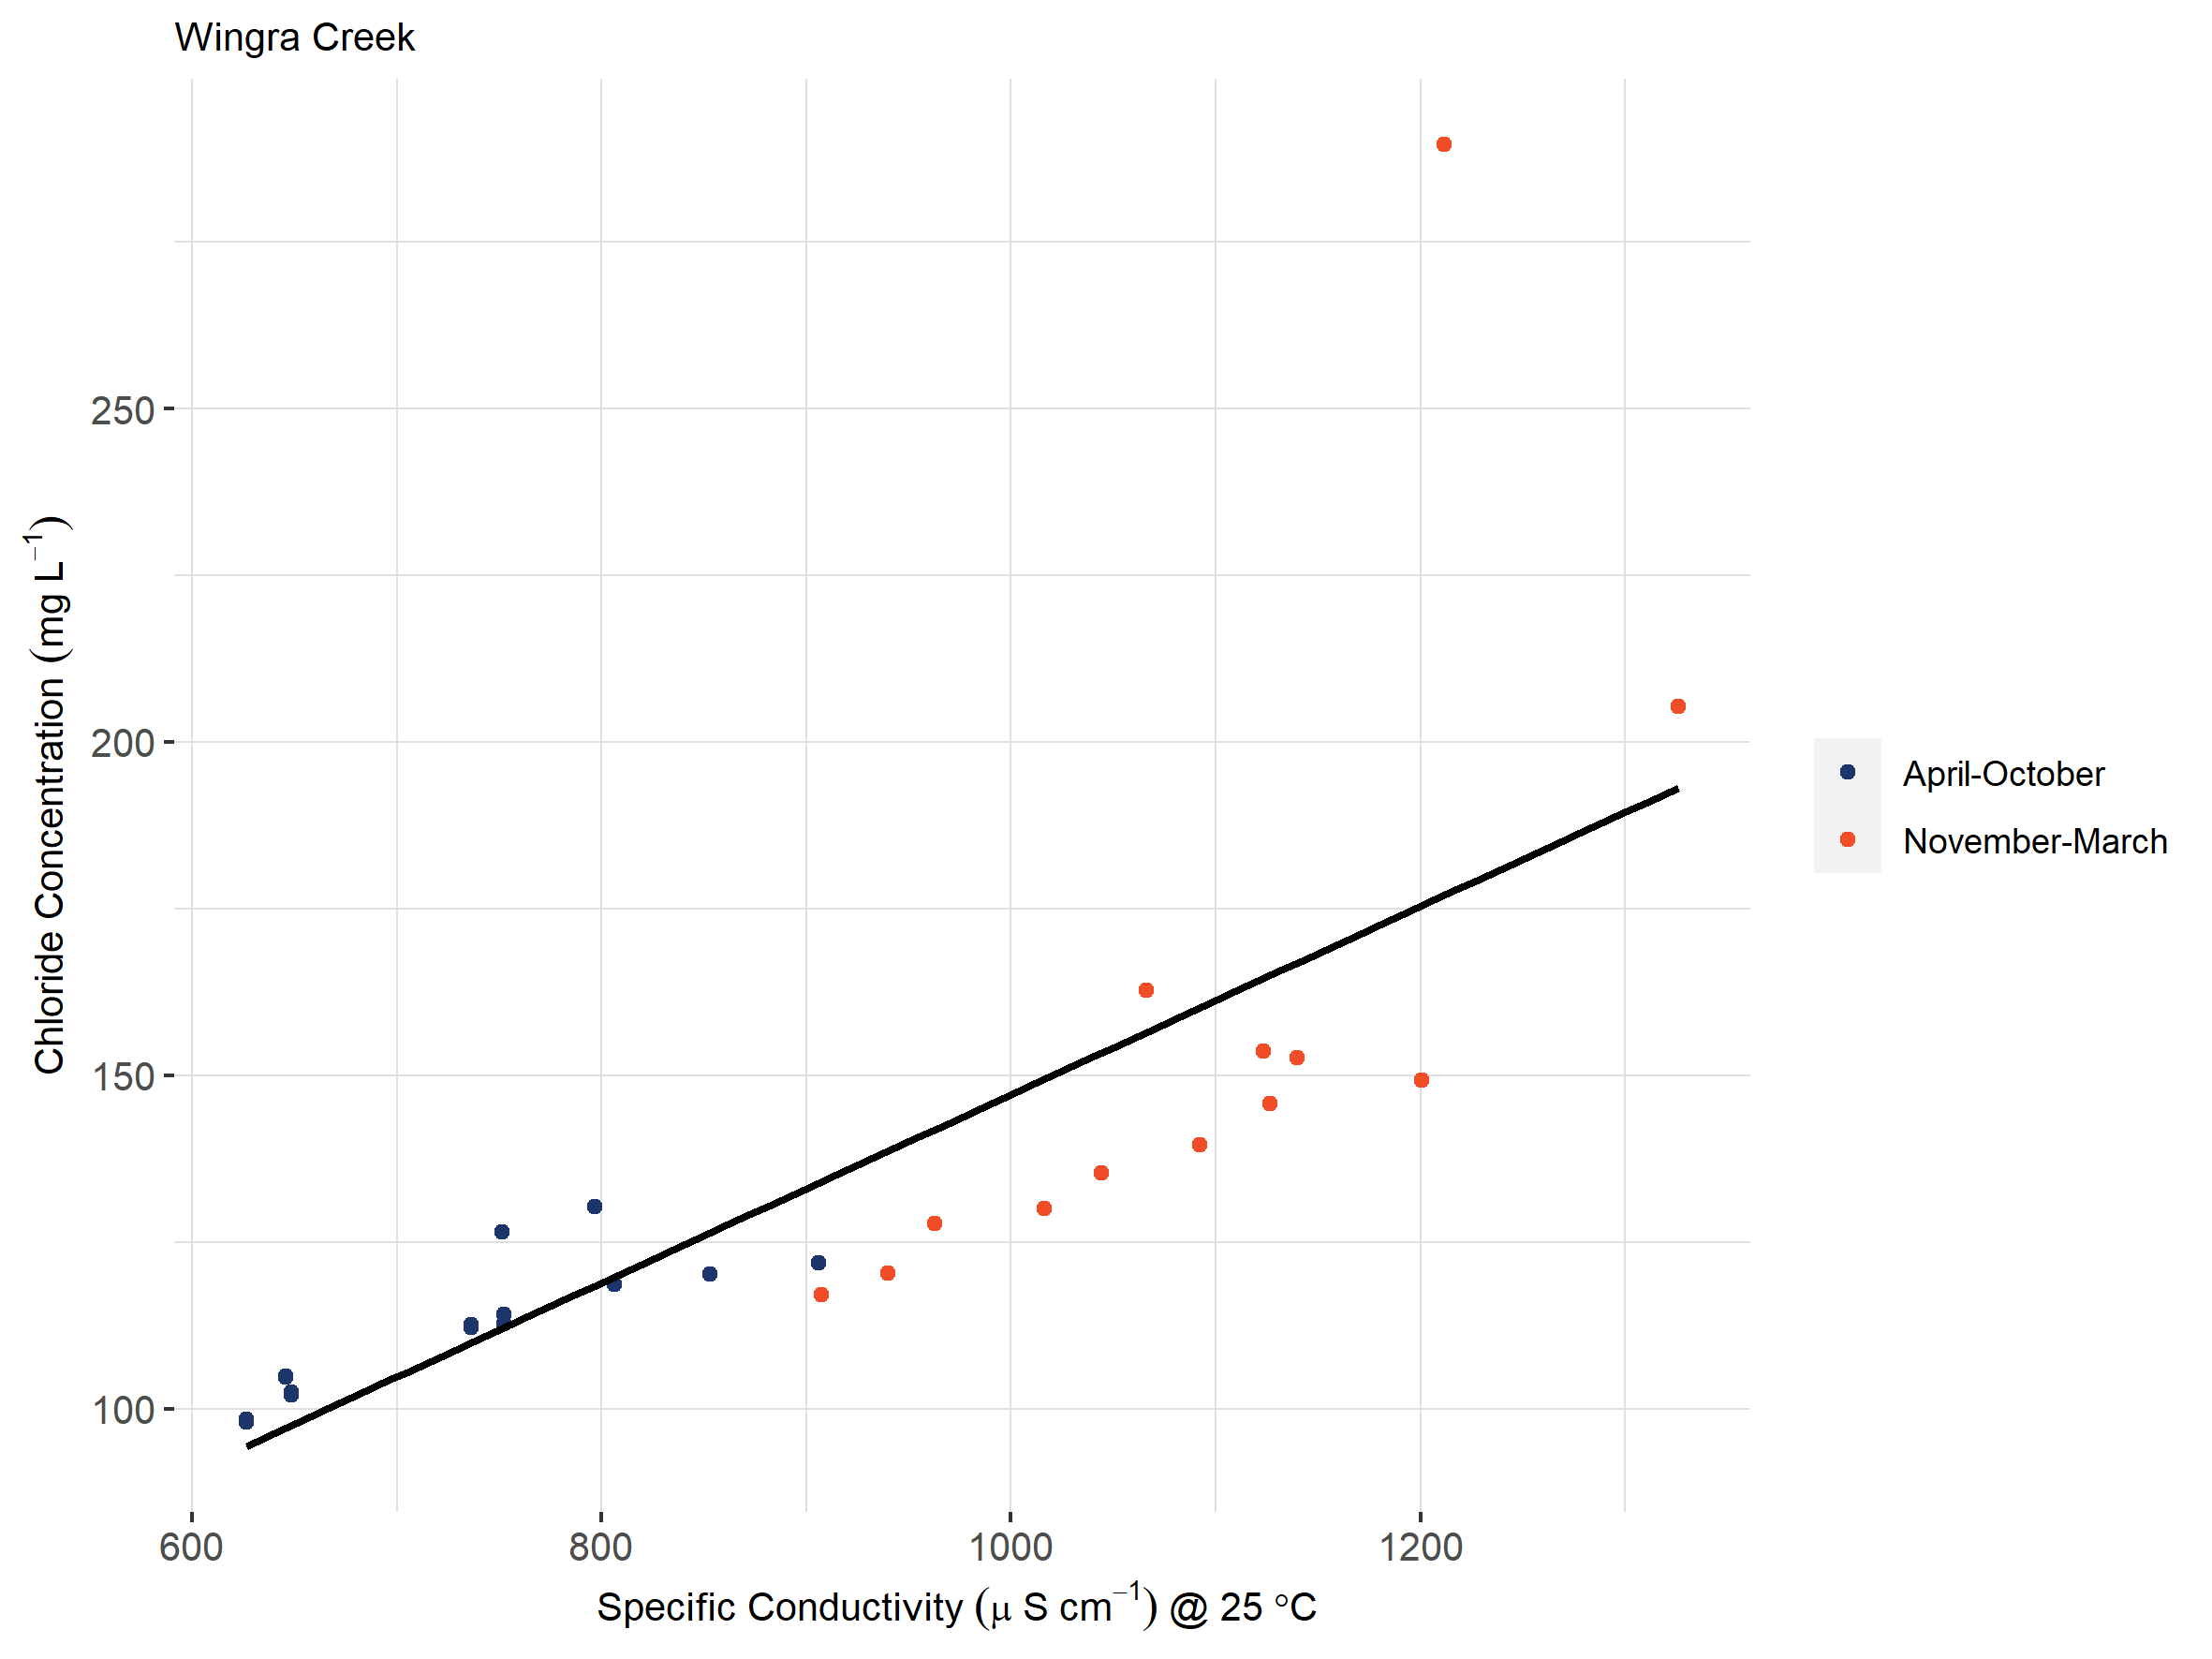 Wingra Creek
Chloride Concentration (mg L⁻¹)
250
200
150
100
600 800 1000 1200
Specific Conductivity (μ S cm⁻¹) @ 25 °C
April-October
November-March